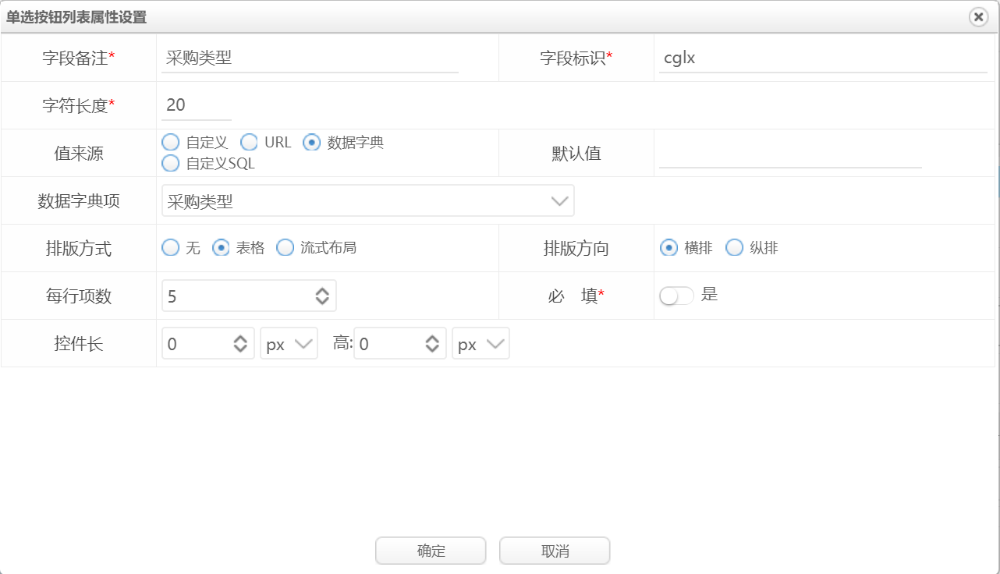 单选按钮列表属性设置
字段备注* 采购类型 字段标识* cglx
字符长度* 20
值来源 自定义 URL 数据字典 默认值
自定义SQL
数据字典项 采购类型
排版方式 无 表格 流式布局 排版方向 横排 纵排
每行项数 5 必 填* 是
控件长 0 px 高: 0 px
确定 取消